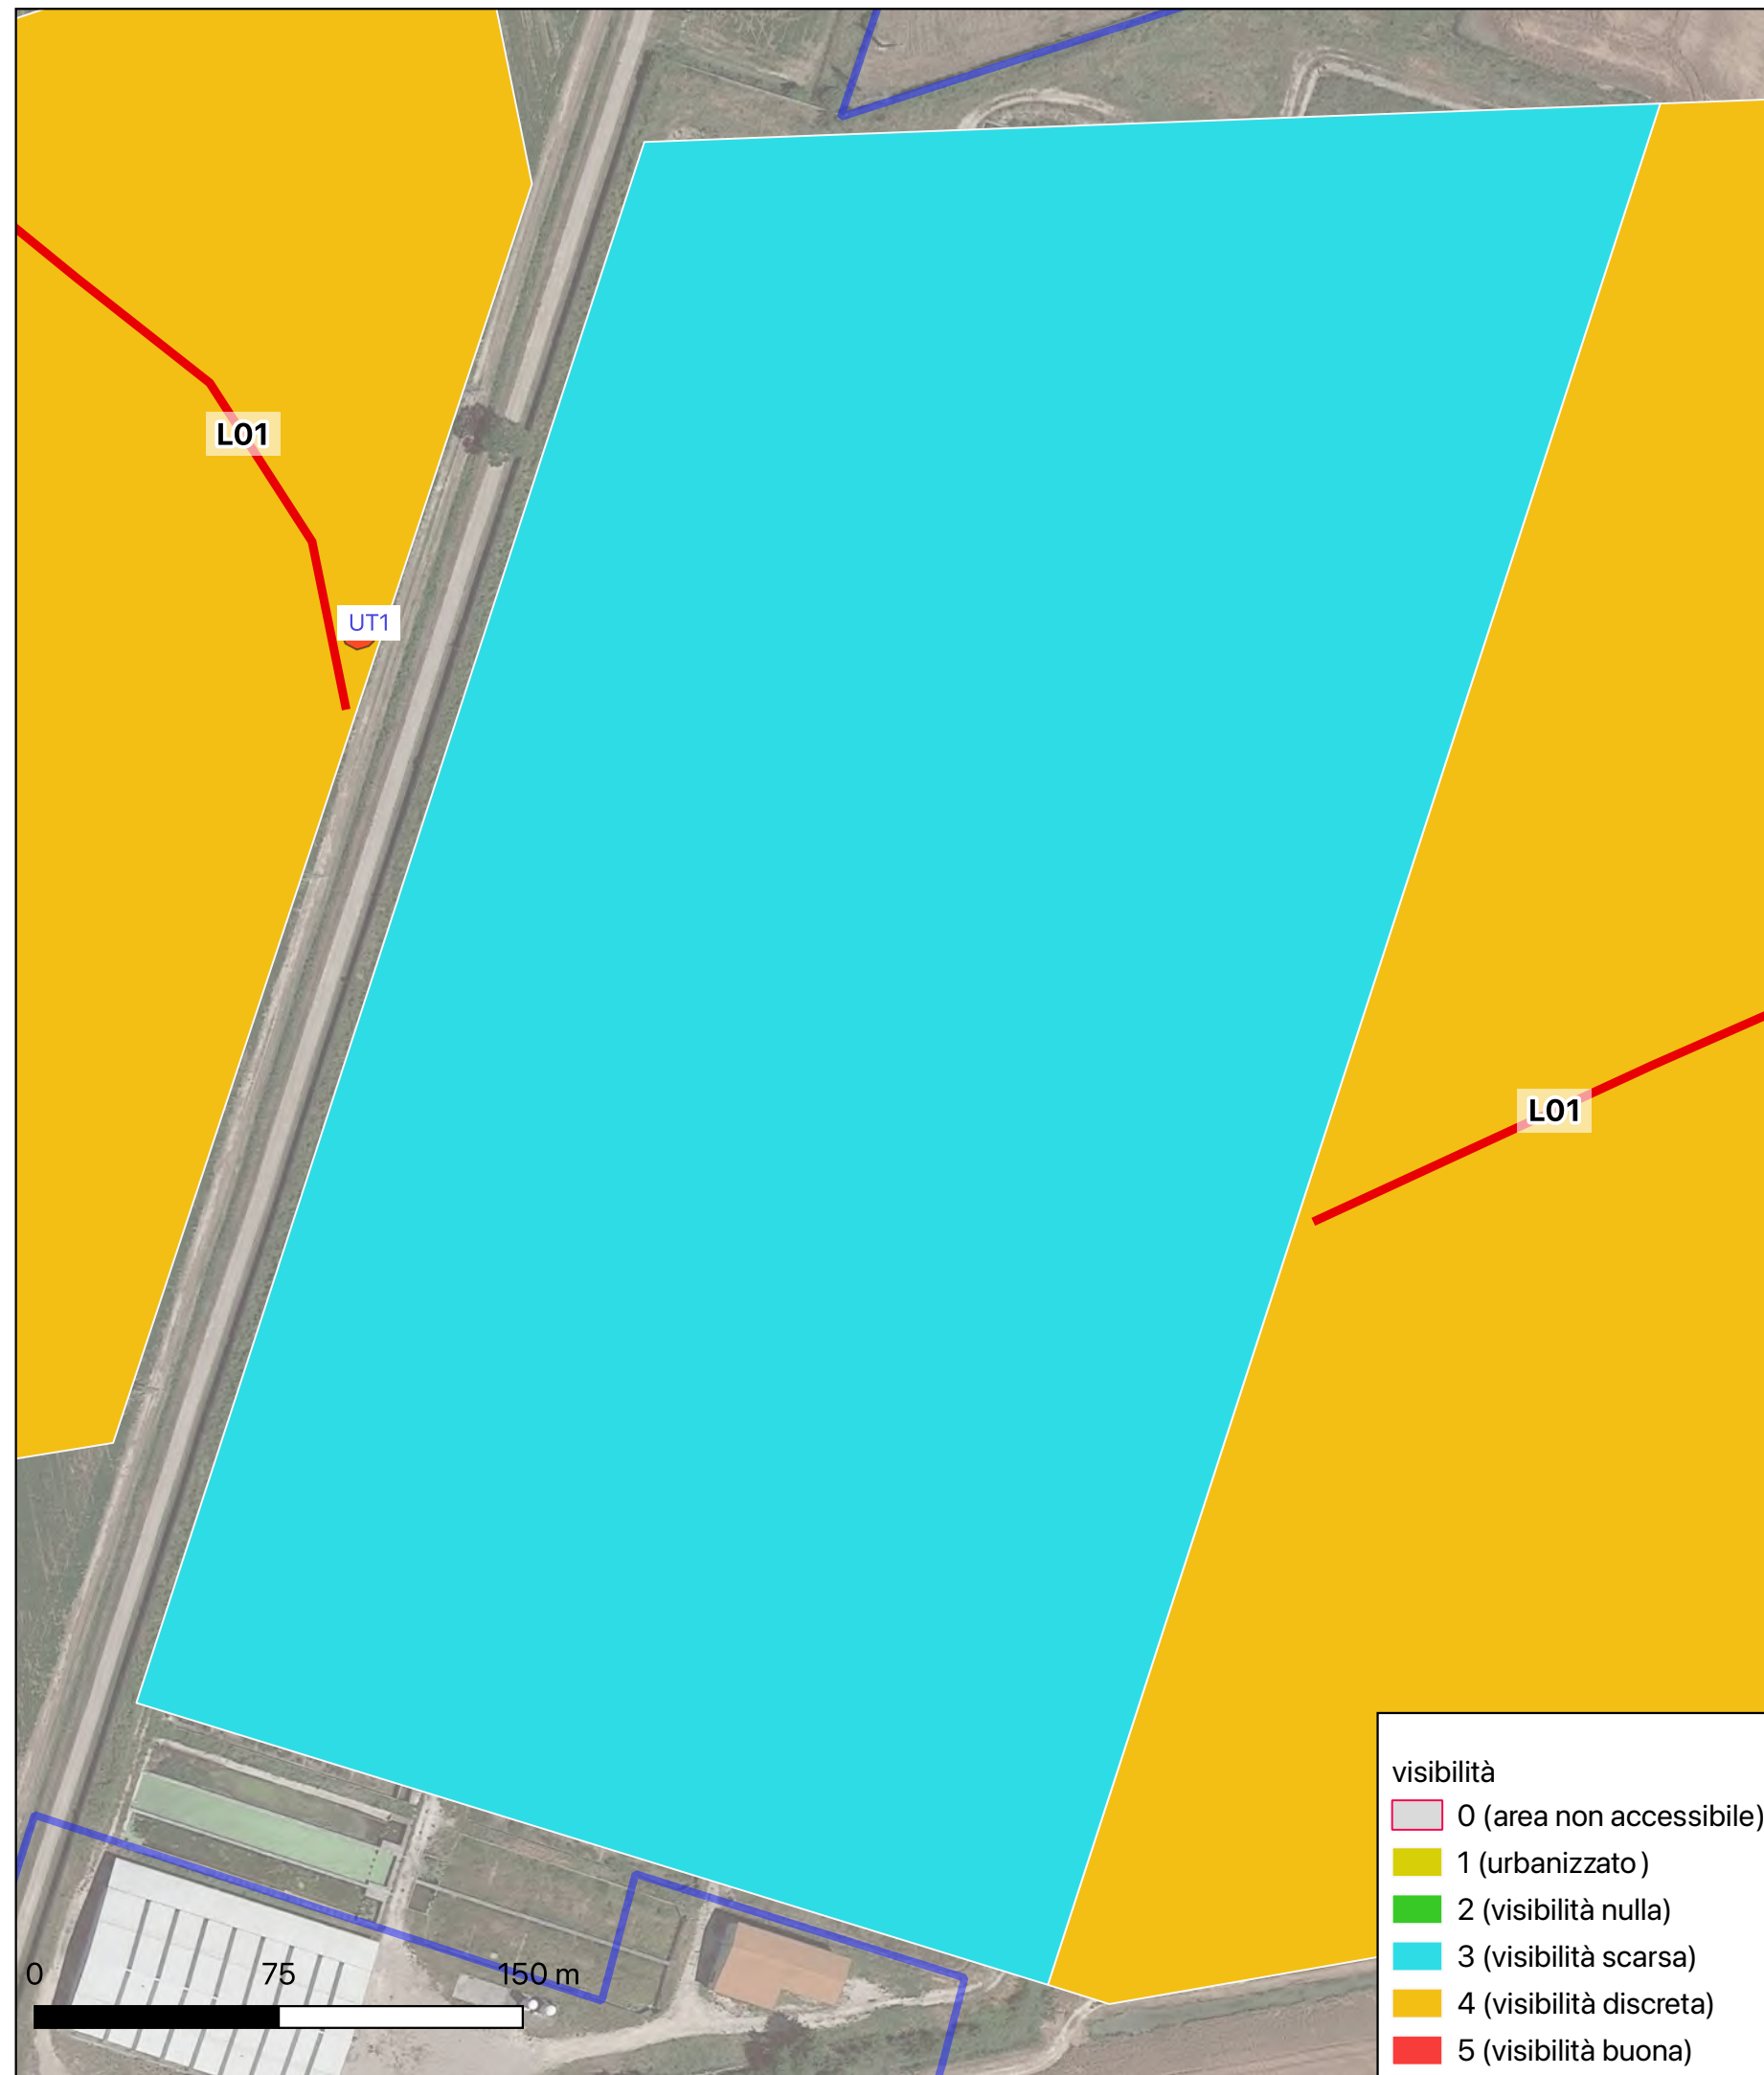 L01
UT1
L01
visibilità
0 (area non accessibile)
1 (urbanizzato)
2 (visibilità nulla)
3 (visibilità scarsa)
4 (visibilità discreta)
5 (visibilità buona)
0 75 150 m